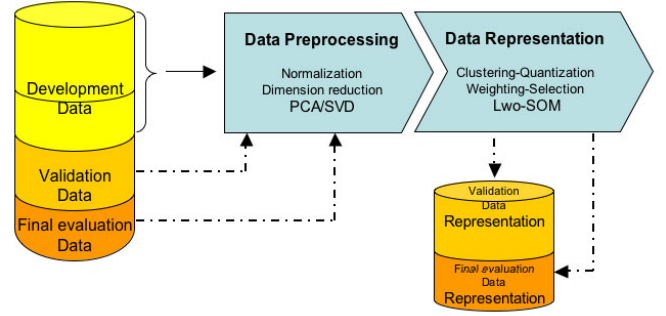 Development
Data
Validation
Data
Final evaluation
Data
Data Preprocessing
Normalization
Dimension reduction
PCA/SVD
Data Representation
Clustering-Quantization
Weighting-Selection
Lwo-SOM
Validation
Data
Representation
Final evaluation
Data
Representation